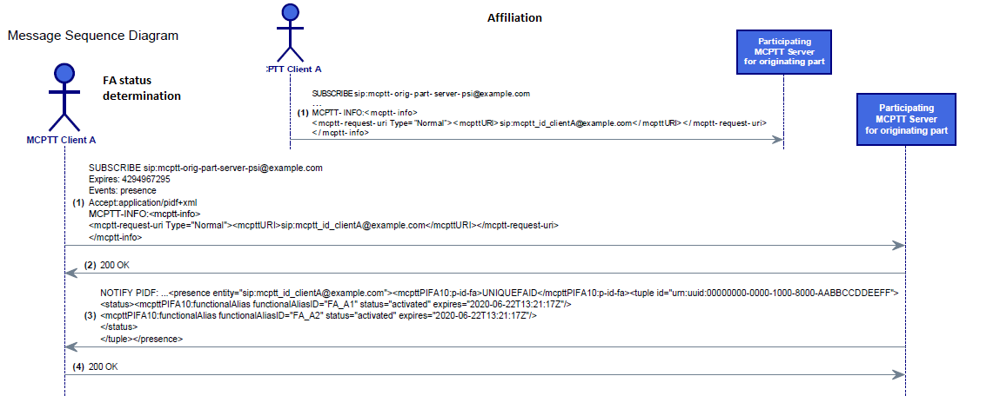 Affiliation
Message Sequence Diagram
Participating
MCPTT Server
for originating part
:PTT Client A
FA status
determination
SUBSCRIBE sip:mcptt- orig- part- server- psi@example.com
...
(1) MCPTT- INFO:< mcptt- info>
< mcptt- request- uri Type= "Normal"> < mcpttURI> sip:mcptt_id_clientA@example.com< / mcpttURI> < / mcptt- request- uri>
< / mcptt- info>
Participating
MCPTT Server
for originating part
MCPTT Client A
SUBSCRIBE sip:mcptt-orig-part-server-psi@example.com
Expires: 4294967295
Events: presence
(1) Accept:application/pidf+xml
MCPTT-INFO:<mcptt-info>
<mcptt-request-uri Type="Normal"><mcpttURI>sip:mcptt_id_clientA@example.com</mcpttURI></mcptt-request-uri>
</mcptt-info>
(2) 200 OK
NOTIFY PIDF: ...<presence entity="sip:mcptt_id_clientA@example.com"><mcpttPIFA10:p-id-fa>UNIQUEFAID</mcpttPIFA10:p-id-fa><tuple id="urn:uuid:00000000-0000-1000-8000-AABBCCDDEEFF">
<status><mcpttPIFA10:functionalAlias functionalAliasID="FA_A1" status="activated" expires="2020-06-22T13:21:17Z"/>
(3) <mcpttPIFA10:functionalAlias functionalAliasID="FA_A2" status="activated" expires="2020-06-22T13:21:17Z"/>
</status>
</tuple></presence>
(4) 200 OK